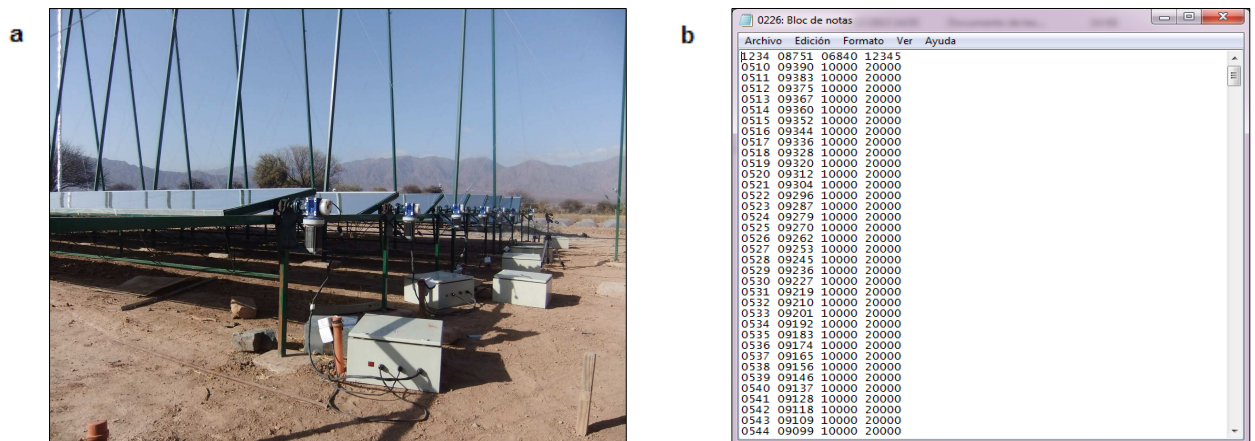 a
b
0226: Bloc de notas
Archivo Edición Formato Ver Ayuda
1234 08751 06840 12345
0510 09390 10000 20000
0511 09383 10000 20000
0512 09375 10000 20000
0513 09367 10000 20000
0514 09360 10000 20000
0515 09352 10000 20000
0516 09344 10000 20000
0517 09336 10000 20000
0518 09328 10000 20000
0519 09320 10000 20000
0520 09312 10000 20000
0521 09304 10000 20000
0522 09296 10000 20000
0523 09287 10000 20000
0524 09279 10000 20000
0525 09270 10000 20000
0526 09262 10000 20000
0527 09253 10000 20000
0528 09245 10000 20000
0529 09236 10000 20000
0530 09227 10000 20000
0531 09219 10000 20000
0532 09210 10000 20000
0533 09201 10000 20000
0534 09192 10000 20000
0535 09183 10000 20000
0536 09174 10000 20000
0537 09165 10000 20000
0538 09156 10000 20000
0539 09146 10000 20000
0540 09137 10000 20000
0541 09128 10000 20000
0542 09118 10000 20000
0543 09109 10000 20000
0544 09099 10000 20000